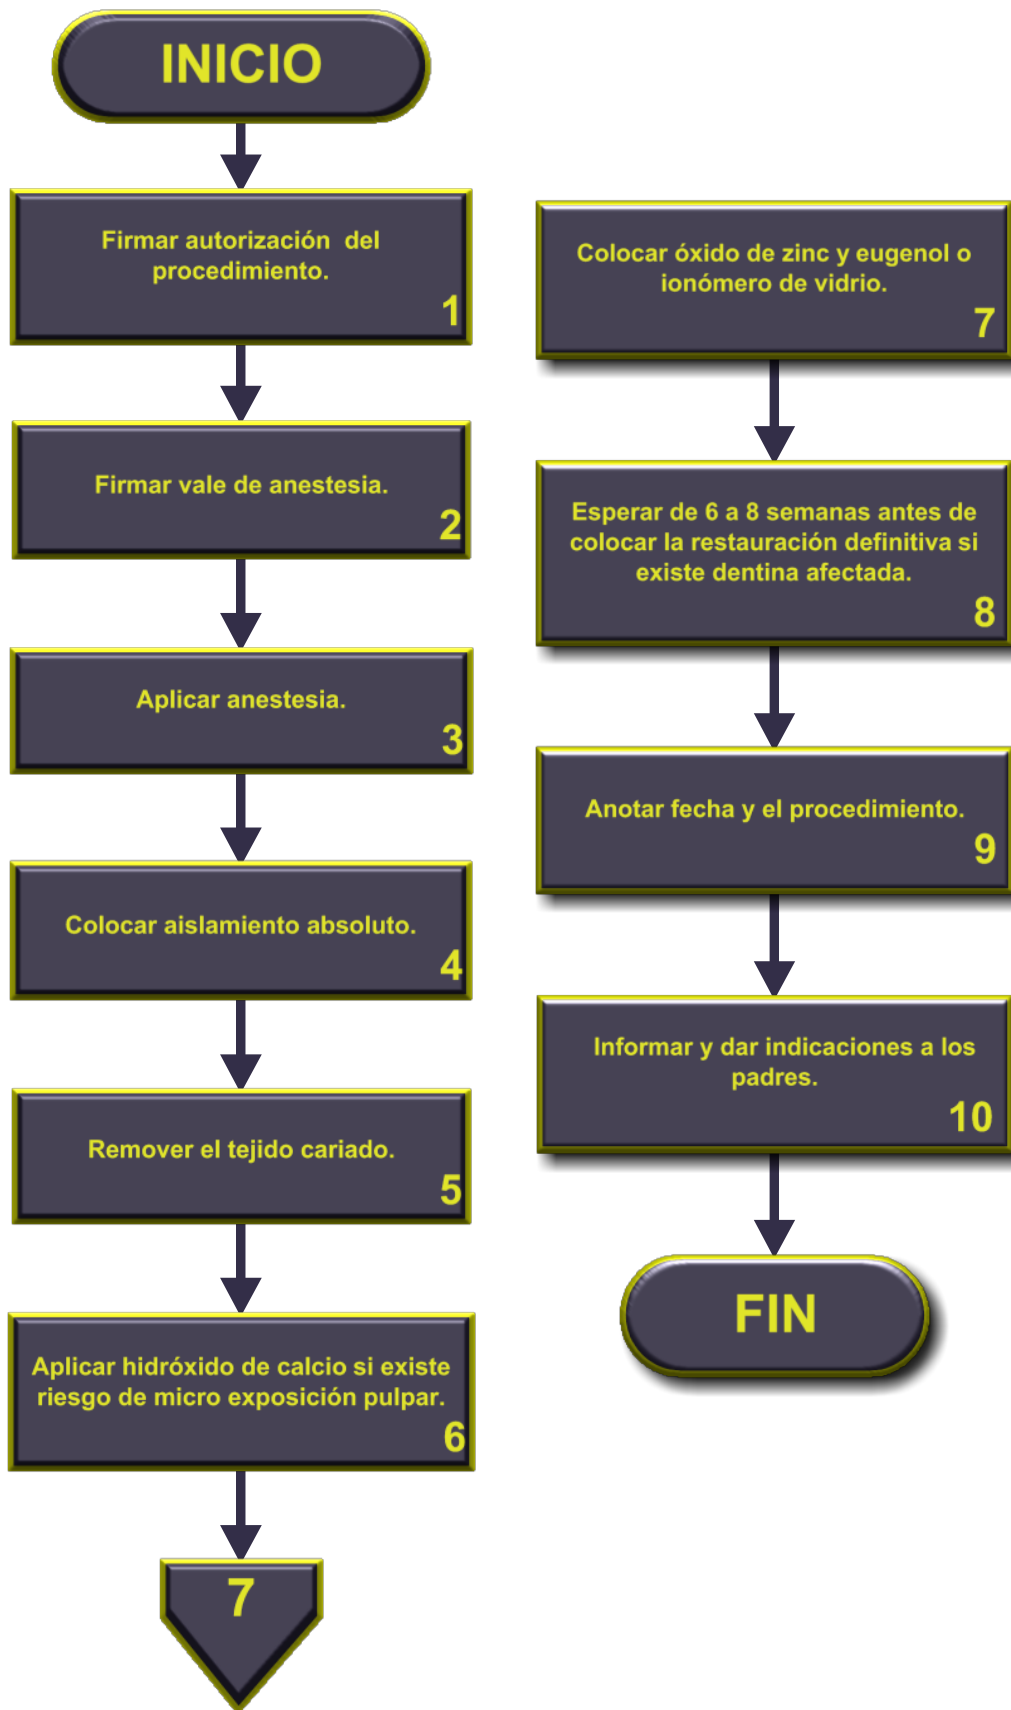 INICIO
Firmar autorización del
procedimiento.
1
Firmar vale de anestesia.
2
Aplicar anestesia.
3
Colocar aislamiento absoluto.
4
Remover el tejido cariado.
5
Aplicar hidróxido de calcio si existe
riesgo de micro exposición pulpar.
6
7
Colocar óxido de zinc y eugenol o
ionómero de vidrio.
7
Esperar de 6 a 8 semanas antes de
colocar la restauración definitiva si
existe dentina afectada.
8
Anotar fecha y el procedimiento.
9
Informar y dar indicaciones a los
padres.
10
FIN